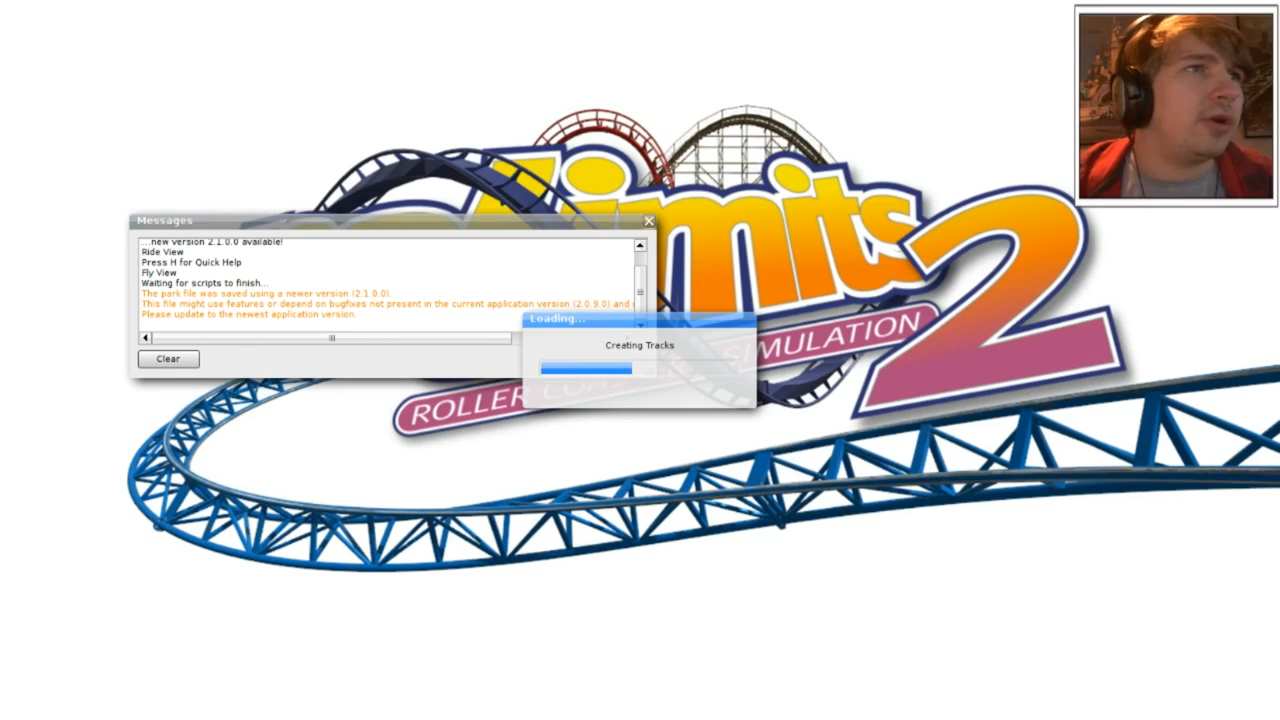 Limits 2
ROLLER SIMULATION
Messages
...new version 2.1.0.0 available!
Ride View
Press H for Quick Help
Fly View
Waiting for scripts to finish...
The park file was saved using a newer version (2.1.0.0).
This file might use features or depend on bugfixes not present in the current application version (2.0.9.0) and
Please update to the newest application version.
Clear
Loading...
Creating Tracks